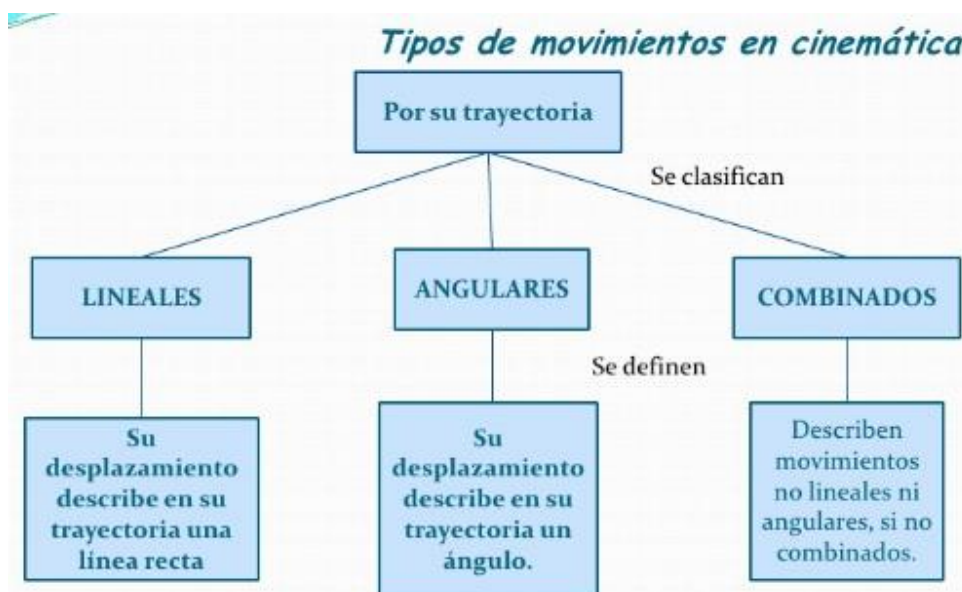 Tipos de movimientos en cinemática
Por su trayectoria
Se clasifican
LINEALES
ANGULARES
COMBINADOS
Se definen
Su
desplazamiento
describe en su
trayectoria una
línea recta
Su
desplazamiento
describe en su
trayectoria un
ángulo.
Describen
movimientos
no lineales ni
angulares, si no
combinados.